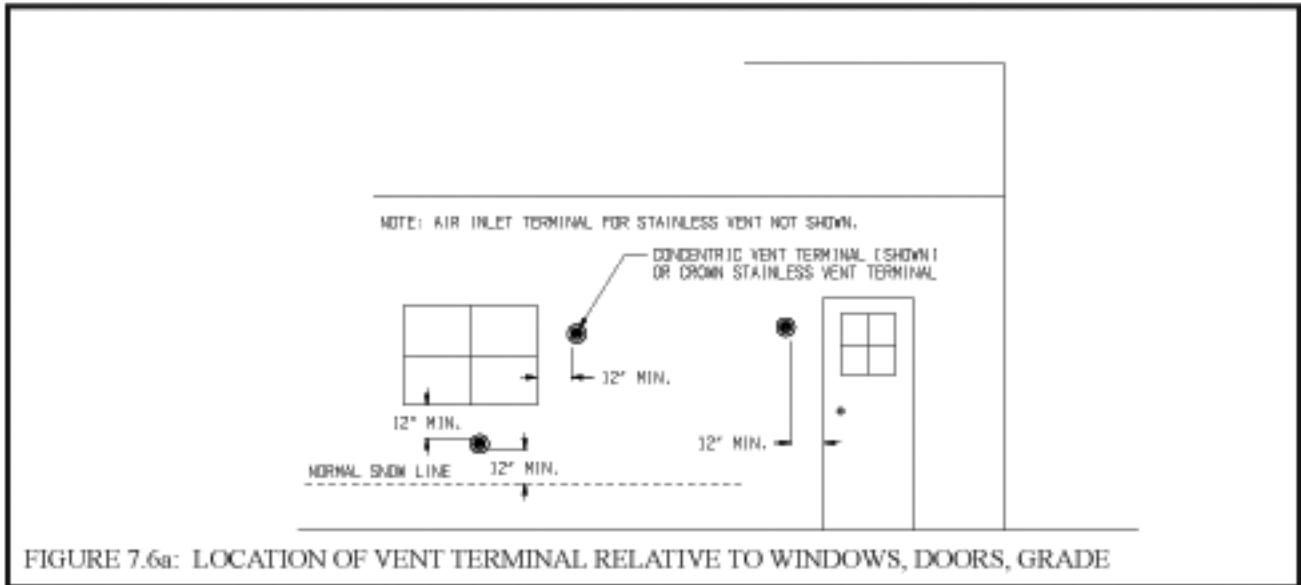 NOTE: AIR INLET TERMINAL FOR STAINLESS VENT NOT SHOWN.
CONCENTRIC VENT TERMINAL (SHOWN)
OR CROWN STAINLESS VENT TERMINAL
12" MIN.
12" MIN.
12" MIN.
NORMAL SNOW LINE
12" MIN.
FIGURE 7.6a: LOCATION OF VENT TERMINAL RELATIVE TO WINDOWS, DOORS, GRADE